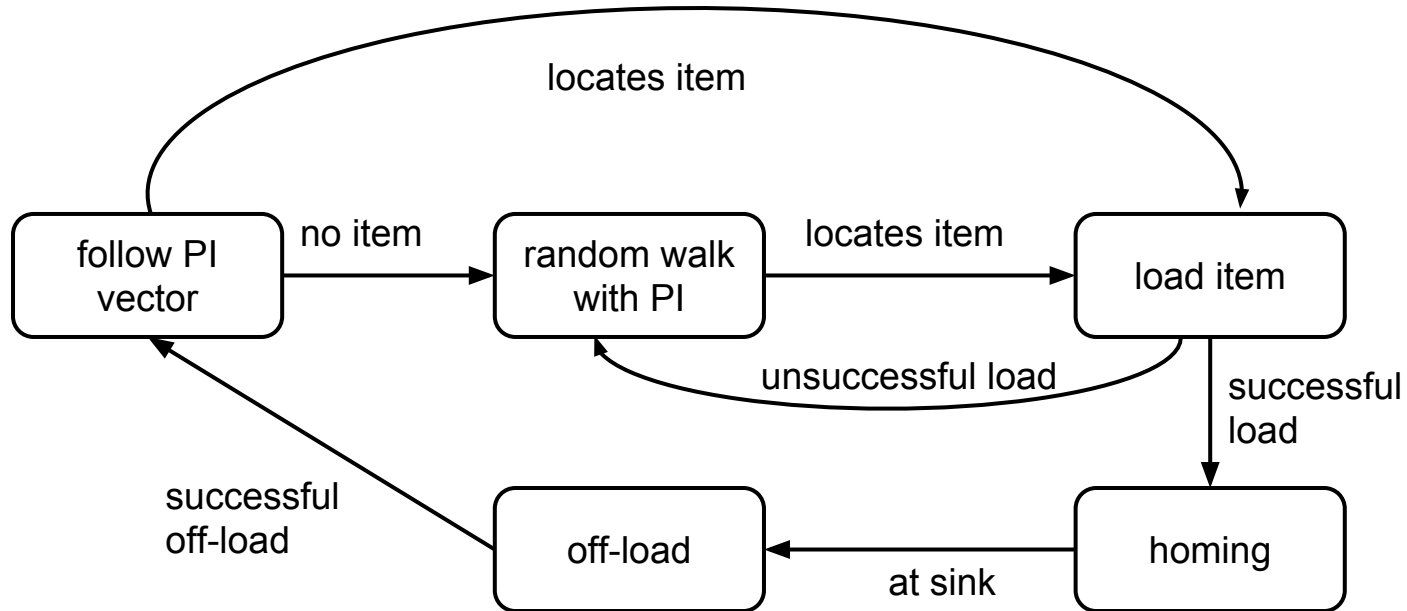 locates item
follow PI
vector
no item
random walk
with PI
locates item
load item
unsuccessful load
successful
load
successful
off-load
off-load
at sink
homing